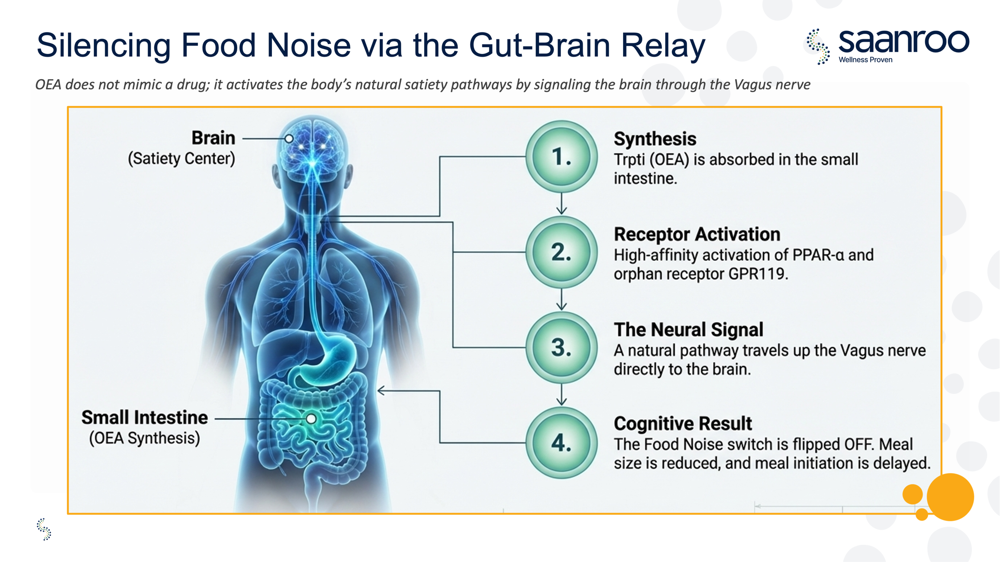 Silencing Food Noise via the Gut-Brain Relay
saanroo
Wellness Proven
OEA does not mimic a drug; it activates the body’s natural satiety pathways by signaling the brain through the Vagus nerve
Brain
(Satiety Center)
Small Intestine
(OEA Synthesis)
1.
Synthesis
Trpti (OEA) is absorbed in the small
intestine.
2.
Receptor Activation
High-affinity activation of PPAR-α and
orphan receptor GPR119.
3.
The Neural Signal
A natural pathway travels up the Vagus nerve
directly to the brain.
4.
Cognitive Result
The Food Noise switch is flipped OFF. Meal
size is reduced, and meal initiation is delayed.